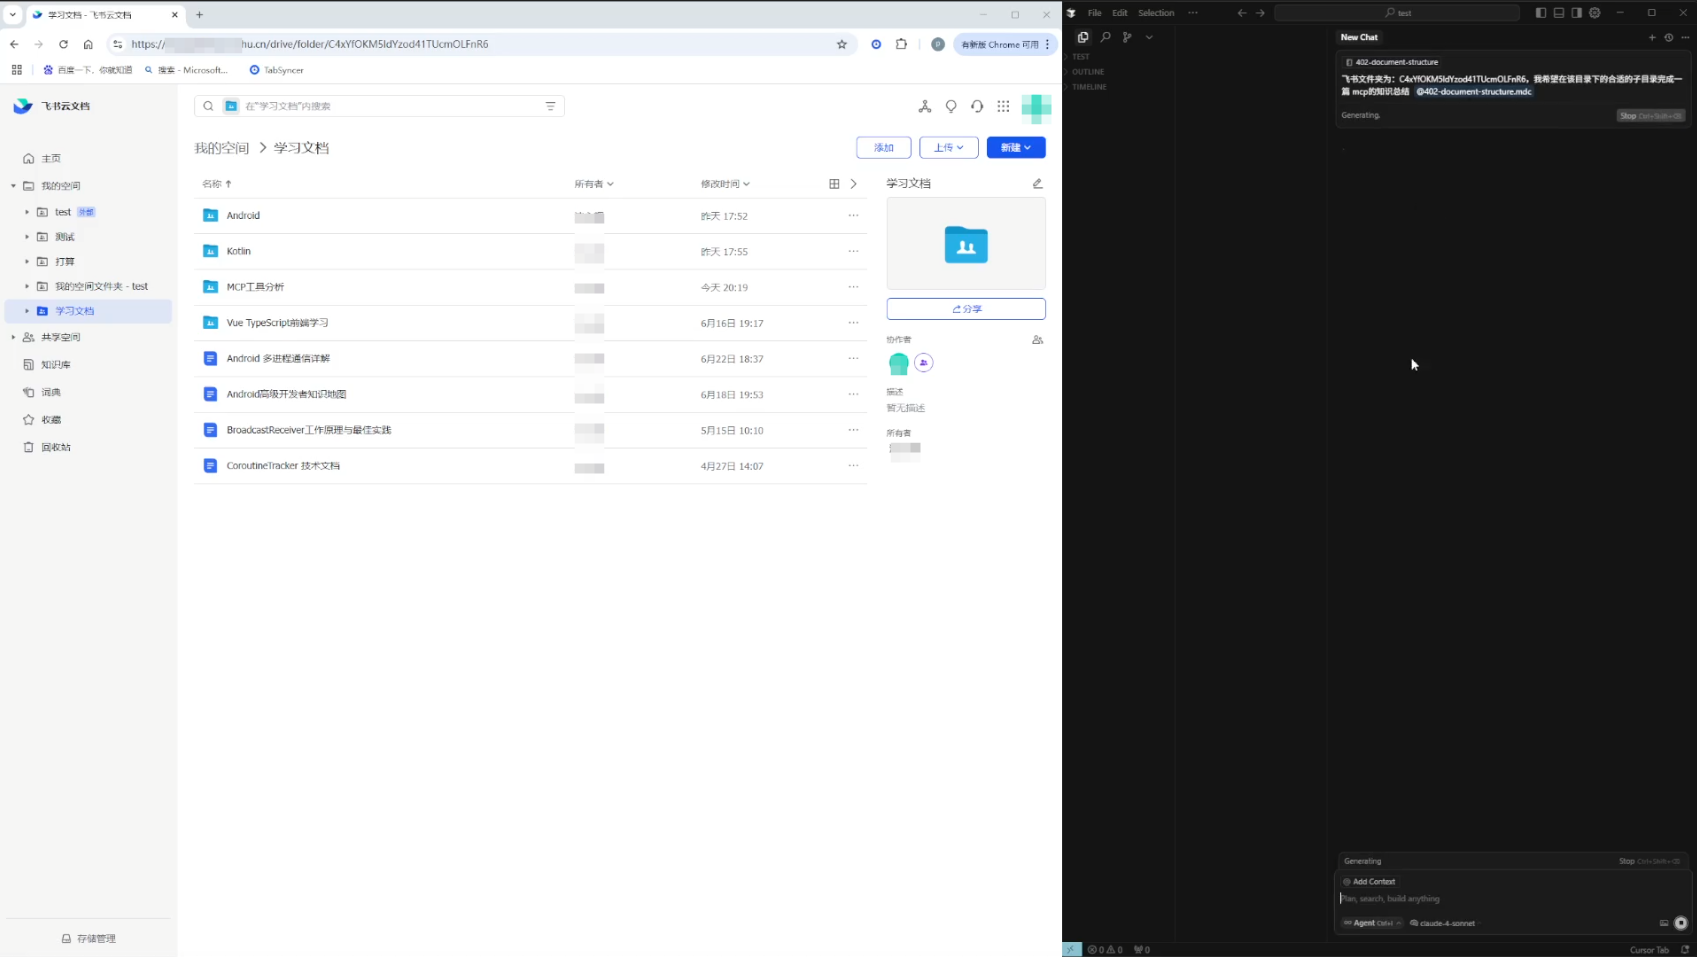 学习文档 - 飞书云文档
https://
hu.cn/drive/folder/C4xYfOKM5IdYzod41TUcmOLFnR6
有新版 Chrome 可用
百度一下，你就知道
搜索 - Microsoft...
TabSyncer
飞书云文档
在"学习文档"内搜索
主页
我的空间
test 外部
测试
打算
我的空间文件夹 - test
学习文档
共享空间
知识库
词典
收藏
回收站
存储管理
我的空间 > 学习文档
添加
上传
新建
名称
所有者
修改时间
Android
昨天 17:52
Kotlin
昨天 17:55
MCP工具分析
今天 20:19
Vue TypeScript前端学习
6月16日 19:17
Android 多进程通信详解
6月22日 18:37
Android高级开发者知识地图
6月18日 19:53
BroadcastReceiver工作原理与最佳实践
5月15日 10:10
CoroutineTracker 技术文档
4月27日 14:07
学习文档
分享
协作者
描述
暂无描述
所有者
File Edit Selection ...
test
TEST
OUTLINE
TIMELINE
New Chat
402-document-structure
飞书文件夹为：C4xYfOKM5IdYzod41TUcmOLFnR6，我希望在该目录下的合适的子目录完成一
篇 mcp的知识总结 @402-document-structure.mdc
Generating.
Stop Ctrl+Shift+⌫
Generating
Stop Ctrl+Shift+⌫
Add Context
Plan, search, build anything
Agent Ctrl+I
claude-4-sonnet
0 0 0
Cursor Tab